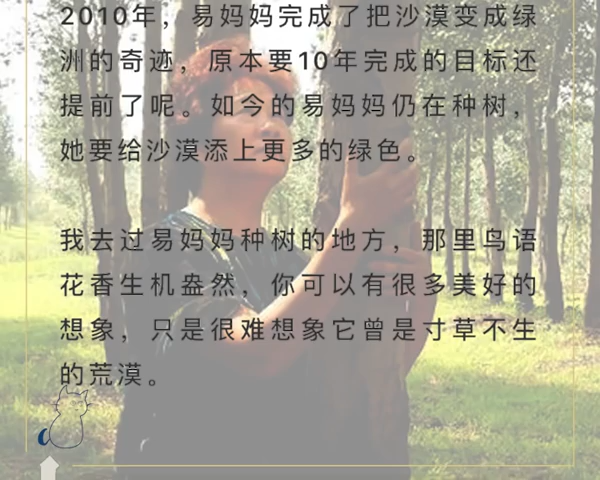 2010年，易妈妈完成了把沙漠变成绿
洲的奇迹，原本要10年完成的目标还
提前了呢。如今的易妈妈仍在种树，
她要给沙漠添上更多的绿色。
我去过易妈妈种树的地方，那里鸟语
花香生机盎然，你可以有很多美好的
想象，只是很难想象它曾是寸草不生
的荒漠。